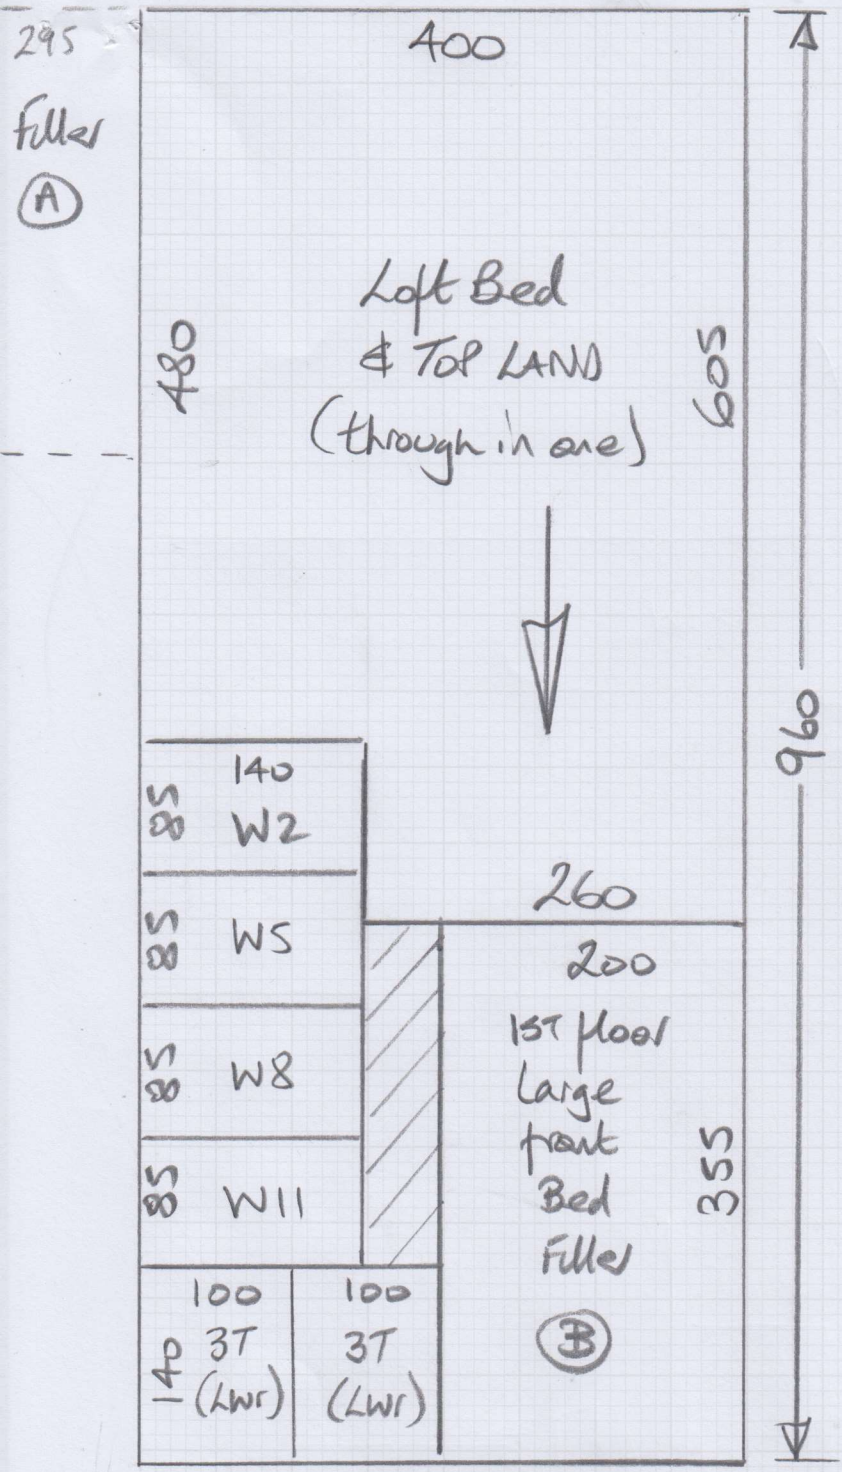 295
Filler
A
400
Loft Bed
& TOP LAND
(through in one)
480
605
960
140
85
W2
85
W5
85
W8
85
W11
260
200
1ST floor
Large
front
Bed
Filler
B
355
100
3T
(Lwr)
140
100
3T
(Lwr)